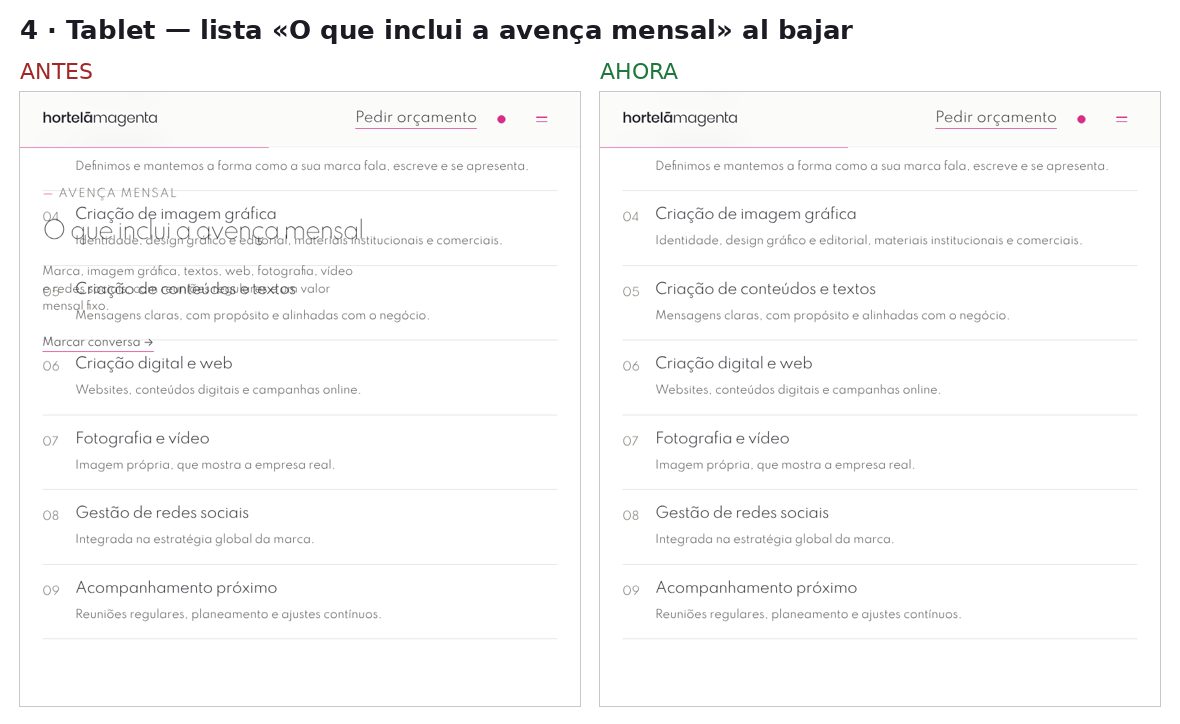 4 · Tablet — lista «O que inclui a avença mensal» al bajar
ANTES
hortelãmagenta
Pedir orçamento
Definimos e mantemos a forma como a sua marca fala, escreve e se apresenta.
— AVENÇA MENSAL
04
Criação de imagem gráfica
O que inclui a avença mensal
Identidade, design gráfico e editorial, materiais institucionais e comerciais.
Marca, imagem gráfica, textos, web, fotografia, vídeo
e redes sociais, com reuniões regulares e um valor
05
Criação de conteúdos e textos
mensal fixo.
Mensagens claras, com propósito e alinhadas com o negócio.
Marcar conversa →
06
Criação digital e web
Websites, conteúdos digitais e campanhas online.
07
Fotografia e vídeo
Imagem própria, que mostra a empresa real.
08
Gestão de redes sociais
Integrada na estratégia global da marca.
09
Acompanhamento próximo
Reuniões regulares, planeamento e ajustes contínuos.
AHORA
hortelãmagenta
Pedir orçamento
Definimos e mantemos a forma como a sua marca fala, escreve e se apresenta.
04
Criação de imagem gráfica
Identidade, design gráfico e editorial, materiais institucionais e comerciais.
05
Criação de conteúdos e textos
Mensagens claras, com propósito e alinhadas com o negócio.
06
Criação digital e web
Websites, conteúdos digitais e campanhas online.
07
Fotografia e vídeo
Imagem própria, que mostra a empresa real.
08
Gestão de redes sociais
Integrada na estratégia global da marca.
09
Acompanhamento próximo
Reuniões regulares, planeamento e ajustes contínuos.